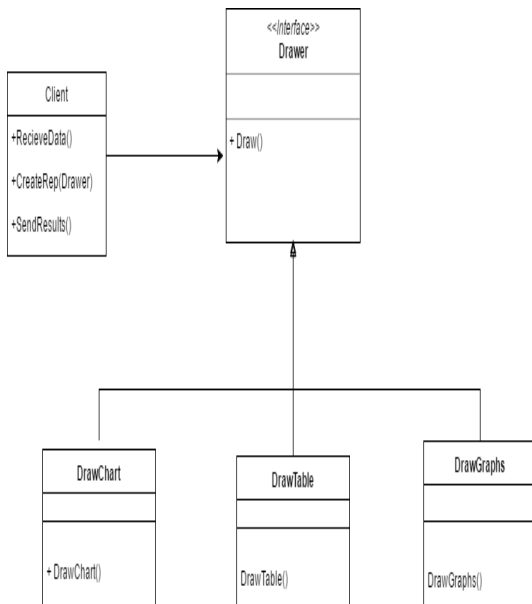 <<Interface>>
Drawer
+ Draw()
Client
+RecieveData()
+CreateRep(Drawer)
+SendResults()
DrawChart
+ DrawChart()
DrawTable
DrawTable()
DrawGraphs
DrawGraphs()